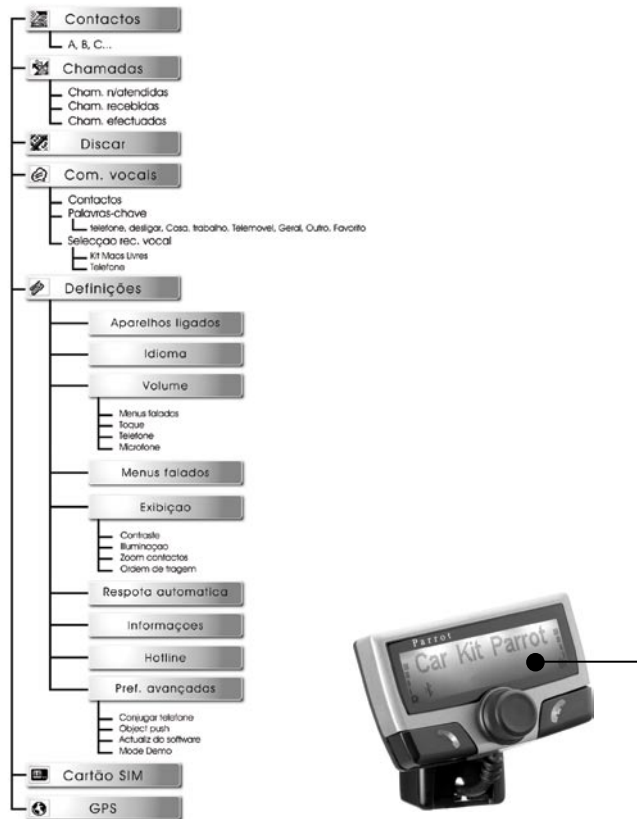 Contactos
A, B, C...
Chamadas
Cham. n/atendidas
Cham. recebidas
Cham. efectuadas
Discar
Com. vocais
Contactos
Palavras-chave
telefone, desligar, Casa, trabalho, Telemovel, Geral, Outro, Favorito
Selecçao rec. vocal
Kit Maos Livres
Telefone
Definições
Aparelhos ligados
Idioma
Volume
Menus falados
Toque
Telefone
Microfone
Menus falados
Exibiçao
Contraste
Illuminaçao
Zoom contactos
Ordem de tragem
Respota automatica
Informaçoes
Hotline
Pref. avançadas
Conjugar telefone
Object push
Actualiz do software
Mode Demo
Cartão SIM
GPS
Parrot
Car Kit Parrot